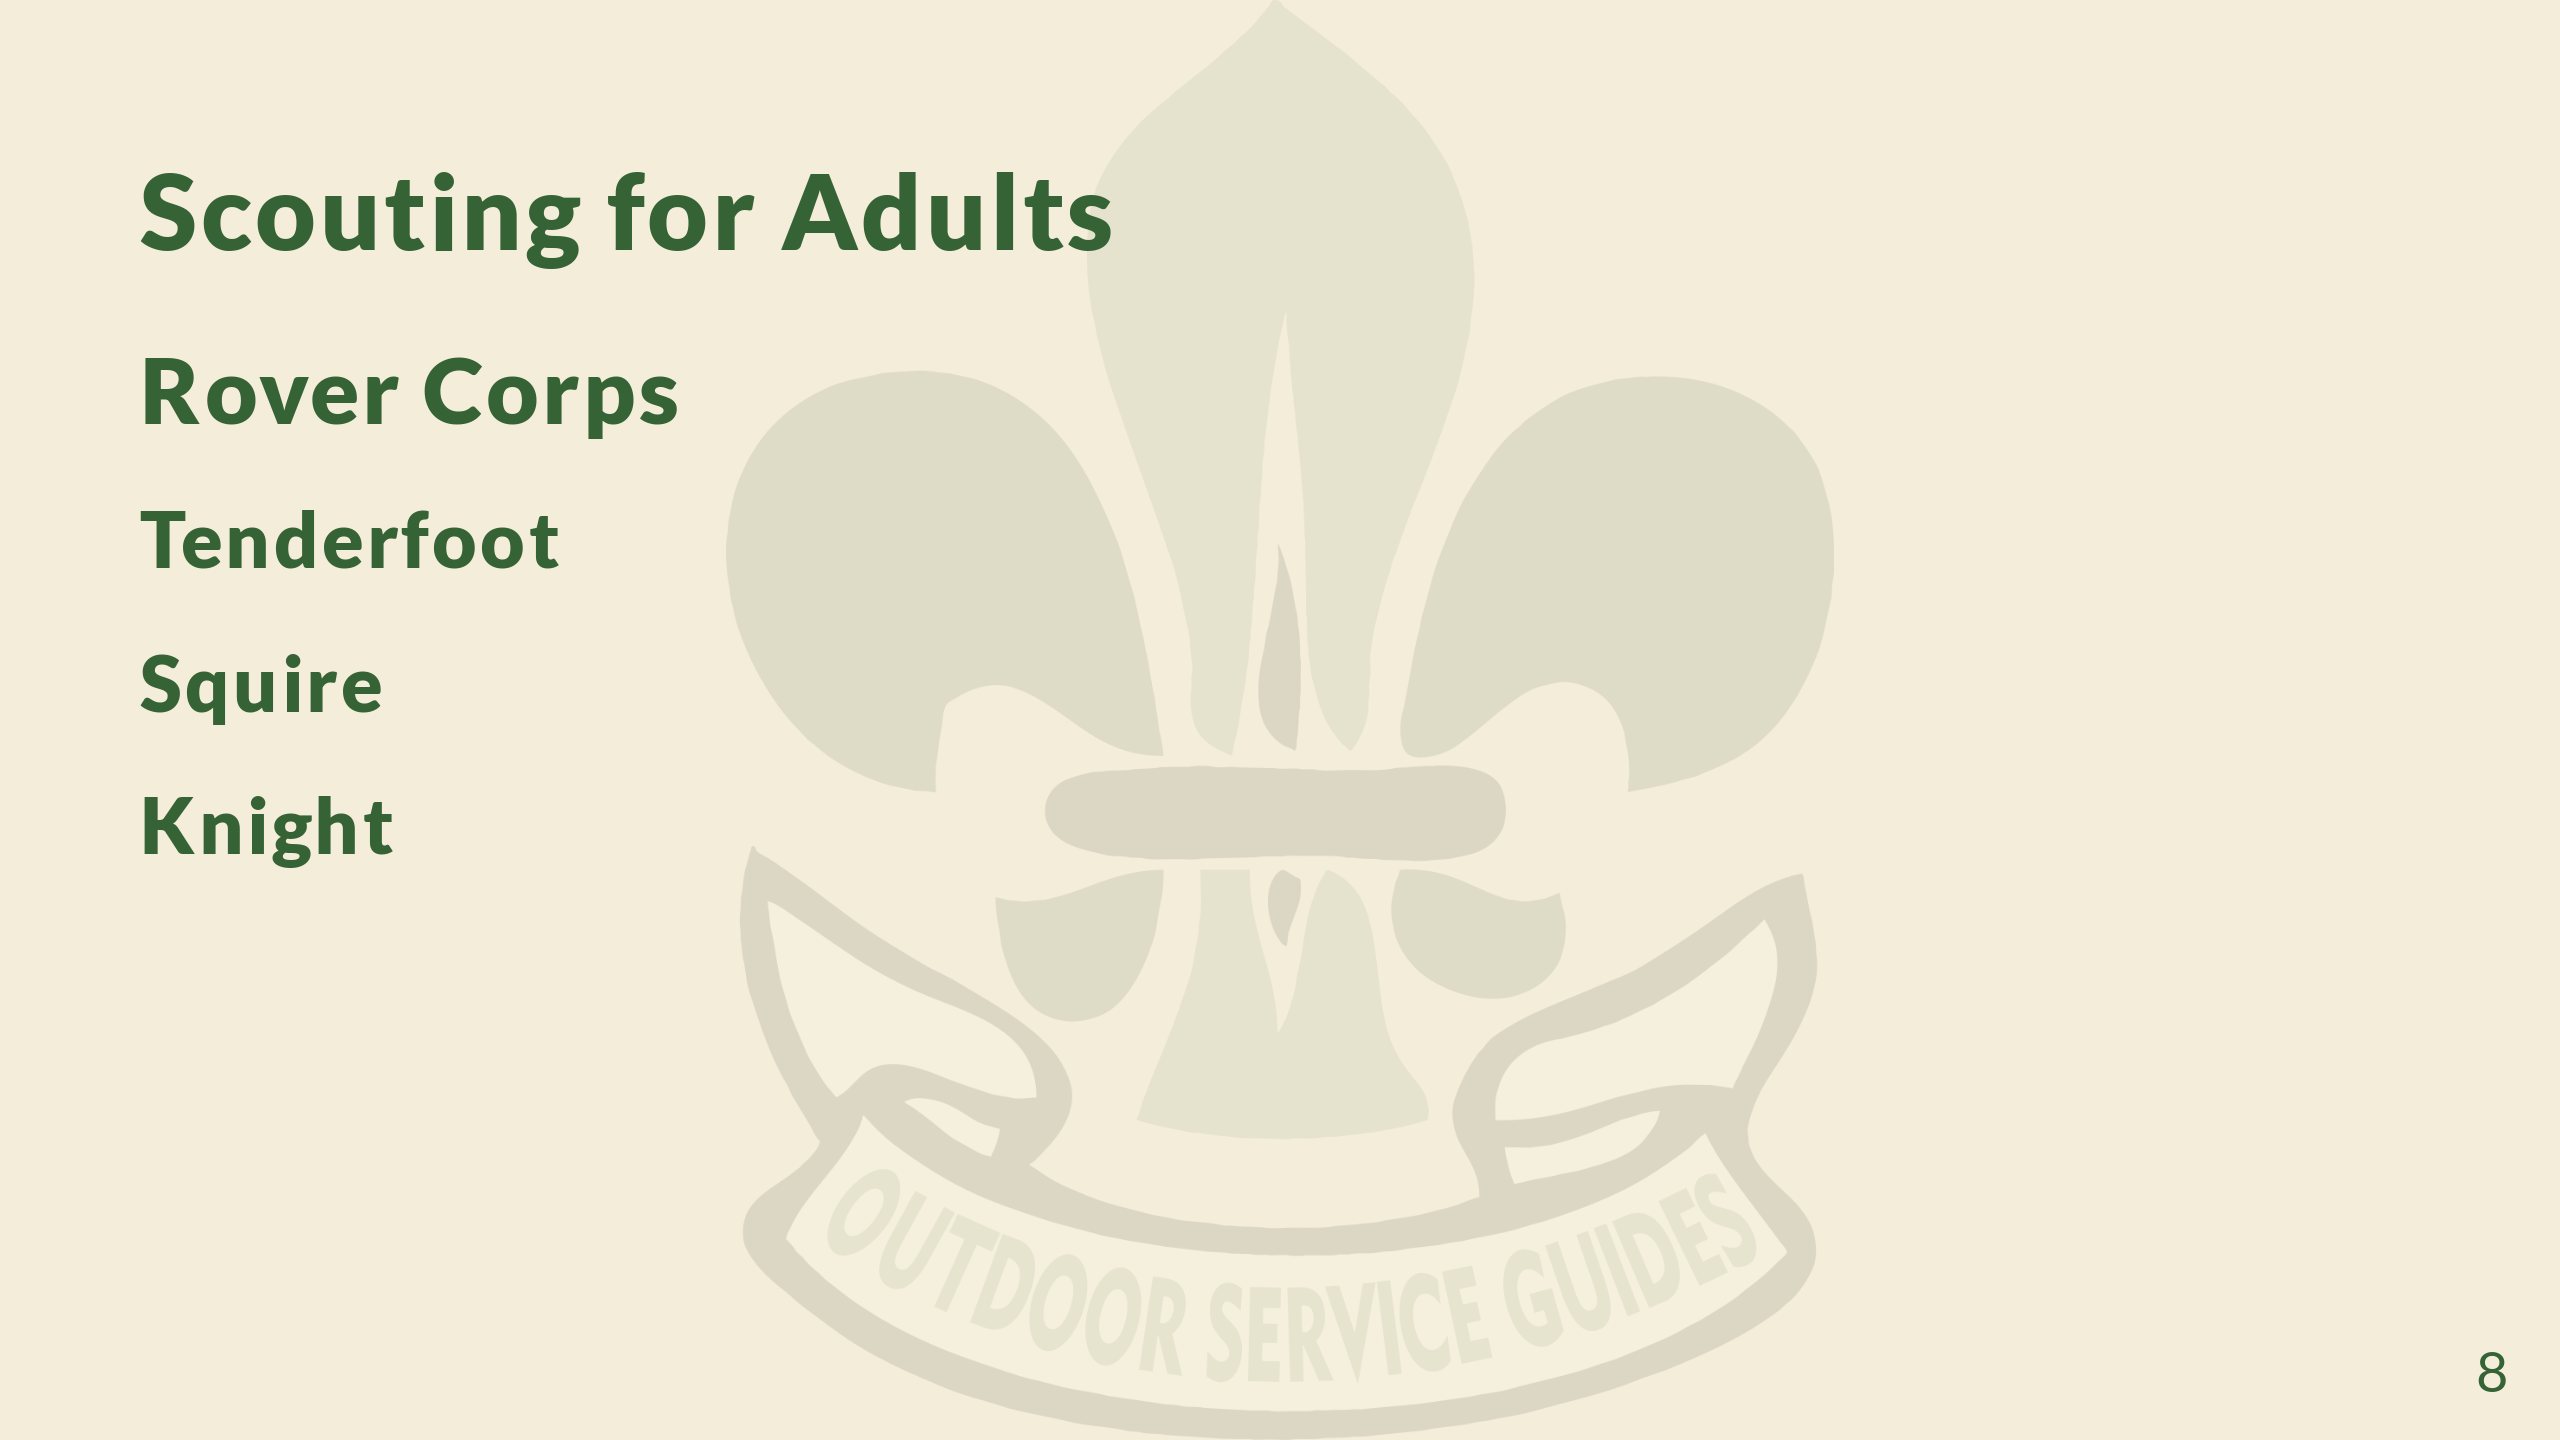 Scouting for Adults
Rover Corps
Tenderfoot
Squire
Knight
OUTDOOR SERVICE GUIDES
8